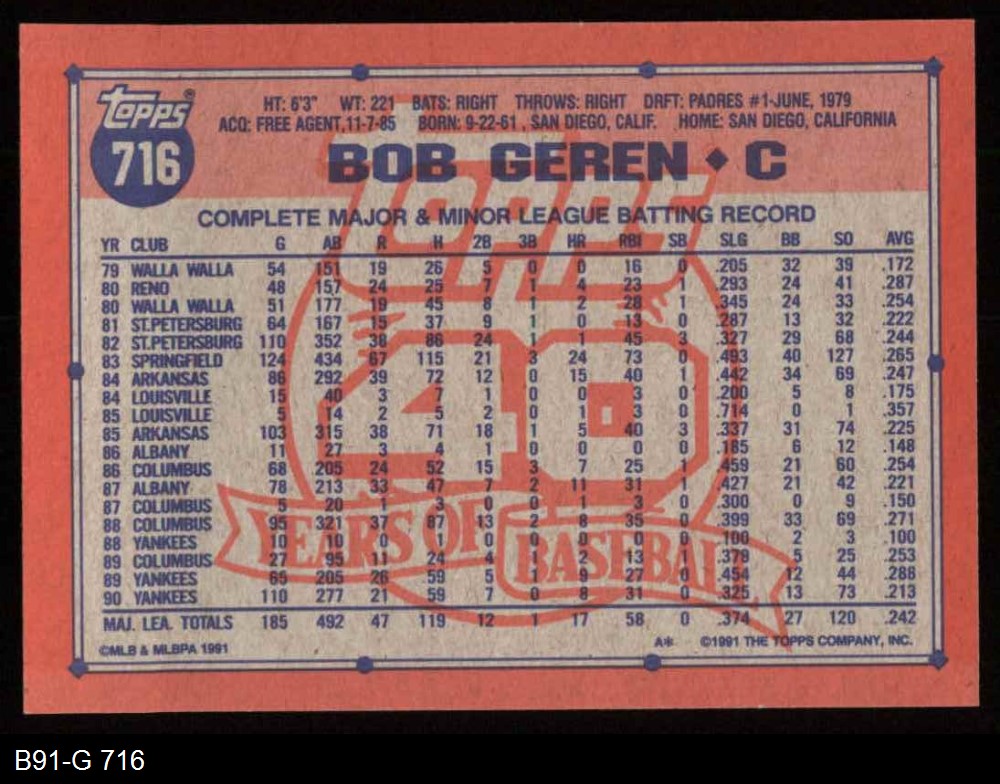 Topps®
716
HT: 6'3" WT: 221 BATS: RIGHT THROWS: RIGHT DRFT: PADRES #1-JUNE, 1979
ACQ: FREE AGENT,11-7-85 BORN: 9-22-61, SAN DIEGO, CALIF. HOME: SAN DIEGO, CALIFORNIA
BOB GEREN ◆ C
COMPLETE MAJOR & MINOR LEAGUE BATTING RECORD
YR CLUB G AB R H 2B 3B HR RBI SB SLG BB SO AVG
79 WALLA WALLA 54 151 19 26 5 0 0 16 0 .205 32 39 .172
80 RENO 48 157 24 25 7 1 4 23 1 .293 24 41 .287
80 WALLA WALLA 51 177 19 45 8 1 2 28 1 .345 24 33 .254
81 ST.PETERSBURG 64 167 15 37 9 1 0 13 0 .287 13 32 .222
82 ST.PETERSBURG 110 352 38 86 24 1 1 45 3 .327 29 68 .244
83 SPRINGFIELD 124 434 67 115 21 3 24 73 0 .493 40 127 .265
84 ARKANSAS 86 292 39 72 12 0 15 40 1 .442 34 69 .247
84 LOUISVILLE 15 40 3 7 1 0 0 3 0 .200 5 8 .175
85 LOUISVILLE 5 14 2 5 2 0 1 3 0 .714 0 1 .357
85 ARKANSAS 103 315 38 71 18 1 5 40 3 .337 31 74 .225
86 ALBANY 11 27 3 4 1 0 0 0 0 .185 6 12 .148
86 COLUMBUS 68 205 24 52 15 3 7 25 1 .459 21 60 .254
87 ALBANY 78 213 33 47 7 2 11 31 1 .427 21 42 .221
87 COLUMBUS 5 20 1 3 0 0 1 3 0 .300 0 9 .150
88 COLUMBUS 95 321 37 87 13 2 8 35 0 .399 33 69 .271
88 YANKEES 10 10 0 1 0 0 0 0 0 .100 2 3 .100
89 COLUMBUS 27 95 11 24 4 1 2 13 1 .379 5 25 .253
89 YANKEES 65 205 26 59 5 1 9 27 0 .454 12 44 .288
90 YANKEES 110 277 21 59 7 0 8 31 0 .325 13 73 .213
MAJ. LEA. TOTALS 185 492 47 119 12 1 17 58 0 .374 27 120 .242
©MLB & MLBPA 1991 A* ©1991 THE TOPPS COMPANY, INC.
TOPPS
40
YEARS OF
BASEBALL
B91-G 716